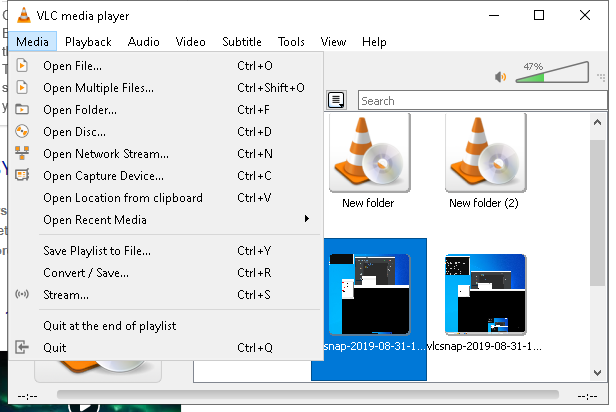 VLC media player
Media Playback Audio Video Subtitle Tools View Help
Open File... Ctrl+O
Open Multiple Files... Ctrl+Shift+O
Open Folder... Ctrl+F
Open Disc... Ctrl+D
Open Network Stream... Ctrl+N
Open Capture Device... Ctrl+C
Open Location from clipboard Ctrl+V
Open Recent Media
Save Playlist to File... Ctrl+Y
Convert / Save... Ctrl+R
Stream... Ctrl+S
Quit at the end of playlist
Quit Ctrl+Q
47%
Search
New folder New folder (2)
vlcsnap-2019-08-31-1... vlcsnap-2019-08-31-1...
--:-- --:--